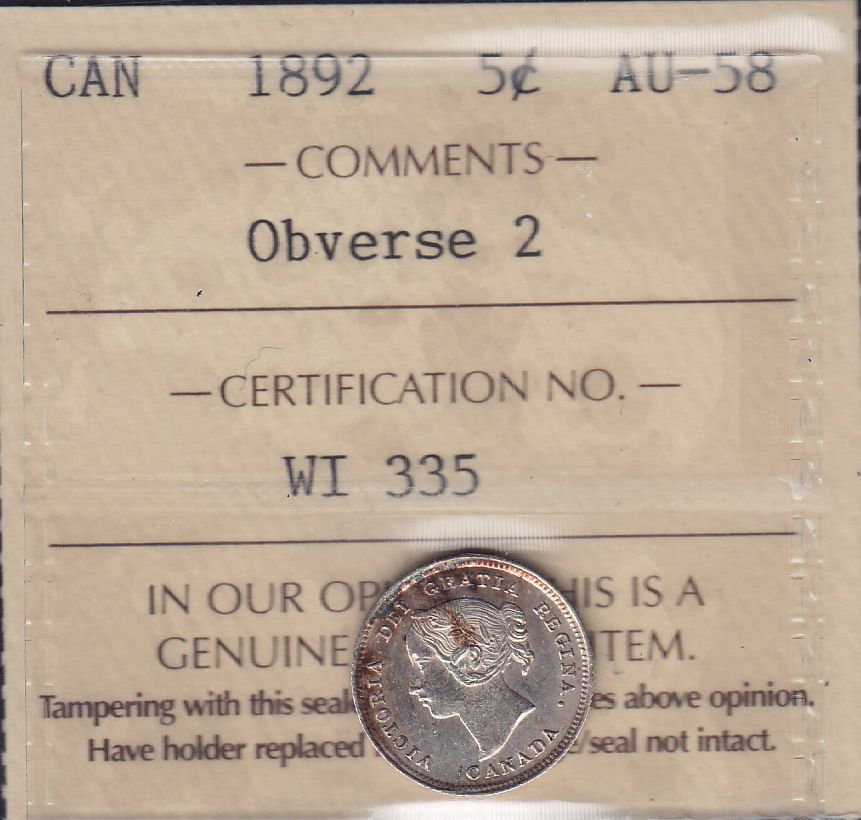 CAN 1892 5¢ AU-58
— COMMENTS —
Obverse 2
— CERTIFICATION NO. —
WI 335
IN OUR OP HIS IS A
GENUINE ITEM.
Tampering with this seal es above opinion.
Have holder replaced e/seal not intact.
VICTORIA DEI GRATIA REGINA.
CANADA